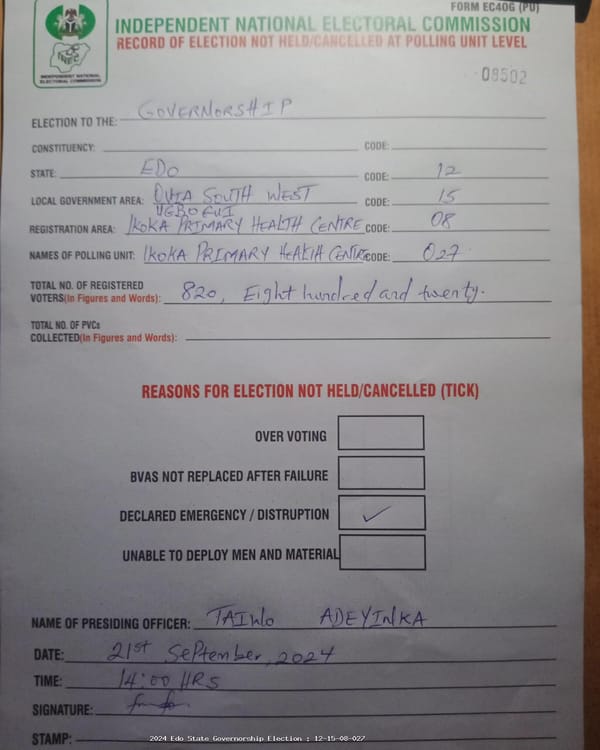 FORM EC40G (PU)
INDEPENDENT NATIONAL ELECTORAL COMMISSION
RECORD OF ELECTION NOT HELD/CANCELLED AT POLLING UNIT LEVEL
INEC
INDEPENDENT NATIONAL
ELECTORAL COMMISSION
08502
ELECTION TO THE: GOVERNORSHIP
CONSTITUENCY: CODE:
STATE: EDO CODE: 12
LOCAL GOVERNMENT AREA: OVIA SOUTH WEST CODE: 15
UGBOGUI
REGISTRATION AREA: IKOKA PRIMARY HEALTH CENTRE CODE: 08
NAMES OF POLLING UNIT: IKOKA PRIMARY HEALTH CENTRE CODE: 027
TOTAL NO. OF REGISTERED
VOTERS(In Figures and Words): 820, Eight hundred and twenty.
TOTAL NO. OF PVCs
COLLECTED(In Figures and Words):
REASONS FOR ELECTION NOT HELD/CANCELLED (TICK)
OVER VOTING
BVAS NOT REPLACED AFTER FAILURE
DECLARED EMERGENCY / DISTRUPTION ✓
UNABLE TO DEPLOY MEN AND MATERIAL
NAME OF PRESIDING OFFICER: TAIWO ADEYINKA
DATE: 21st September, 2024
TIME: 14:00 HRS
SIGNATURE:
STAMP:
2024 Edo State Governorship Election : 12-15-08-027